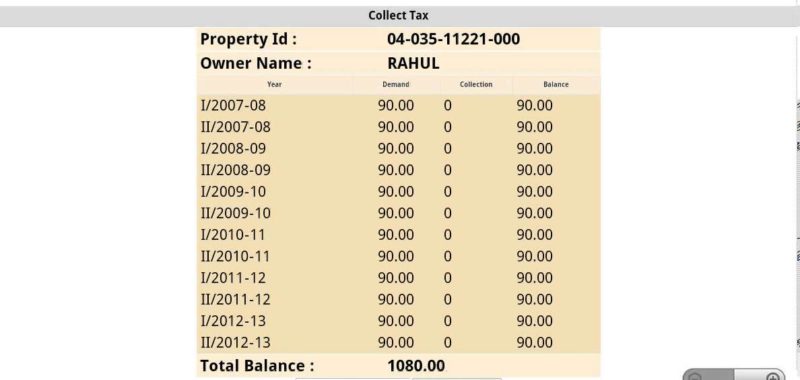 Collect Tax
Property Id : 04-035-11221-000
Owner Name : RAHUL
Year Demand Collection Balance
I/2007-08 90.00 0 90.00
II/2007-08 90.00 0 90.00
I/2008-09 90.00 0 90.00
II/2008-09 90.00 0 90.00
I/2009-10 90.00 0 90.00
II/2009-10 90.00 0 90.00
I/2010-11 90.00 0 90.00
II/2010-11 90.00 0 90.00
I/2011-12 90.00 0 90.00
II/2011-12 90.00 0 90.00
I/2012-13 90.00 0 90.00
II/2012-13 90.00 0 90.00
Total Balance : 1080.00